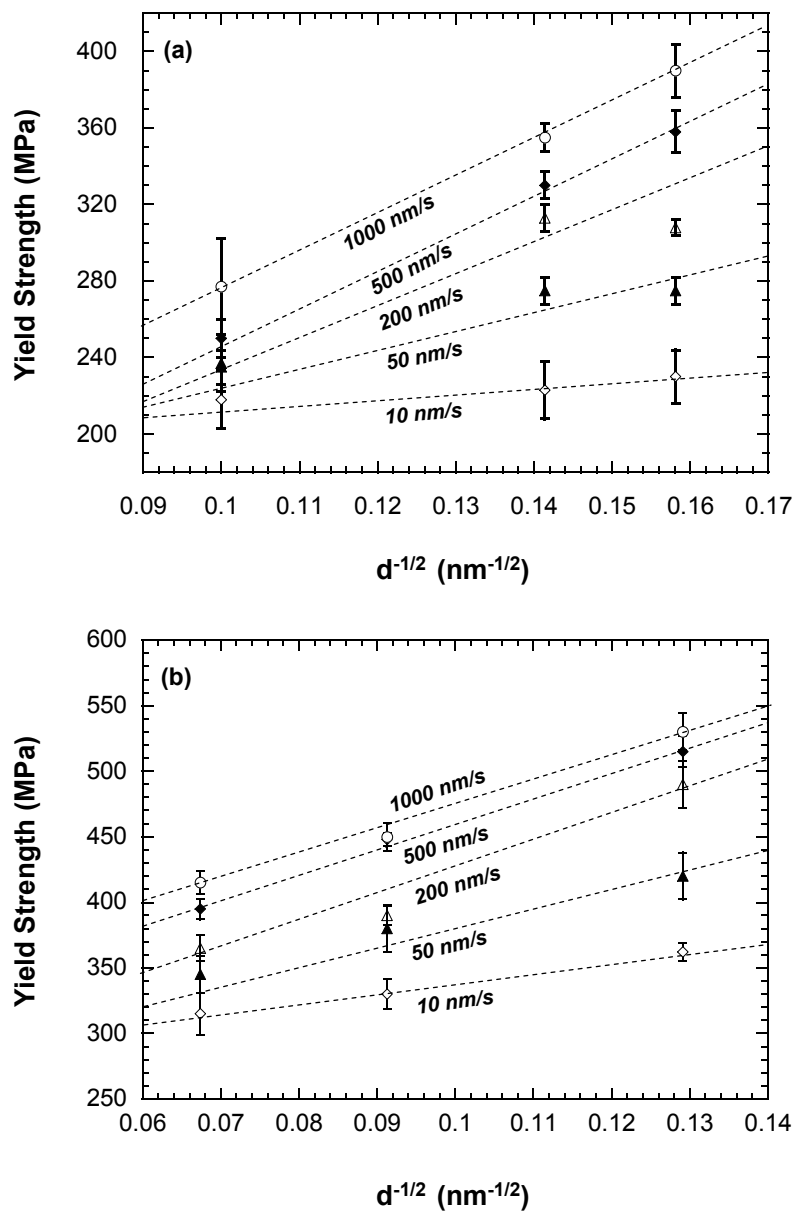 (a)
400
360
320
280
240
200
Yield Strength (MPa)
1000 nm/s
500 nm/s
200 nm/s
50 nm/s
10 nm/s
0.09 0.1 0.11 0.12 0.13 0.14 0.15 0.16 0.17
d^-1/2 (nm^-1/2)
(b)
600
550
500
450
400
350
300
250
Yield Strength (MPa)
1000 nm/s
500 nm/s
200 nm/s
50 nm/s
10 nm/s
0.06 0.07 0.08 0.09 0.1 0.11 0.12 0.13 0.14
d^-1/2 (nm^-1/2)